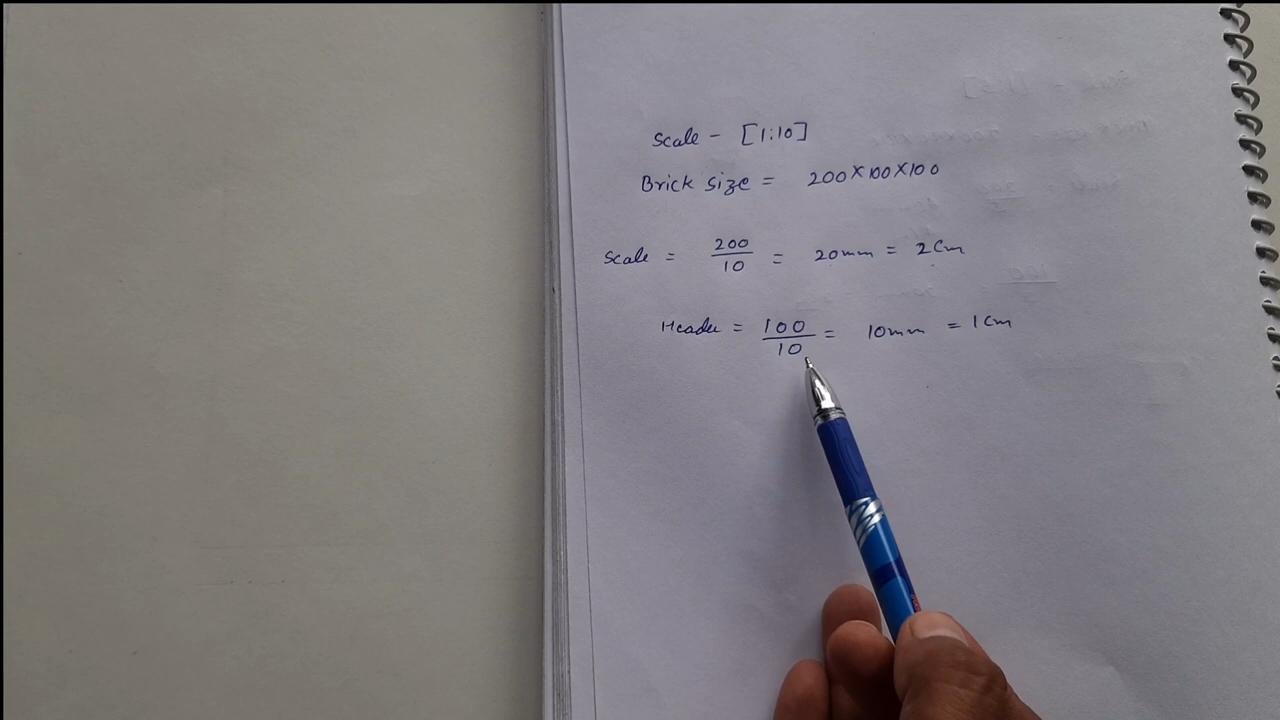 Scale - [1:10]
Brick size = 200×100×100
Scale = 200/10 = 20mm = 2cm
Header = 100/10 = 10mm = 1cm